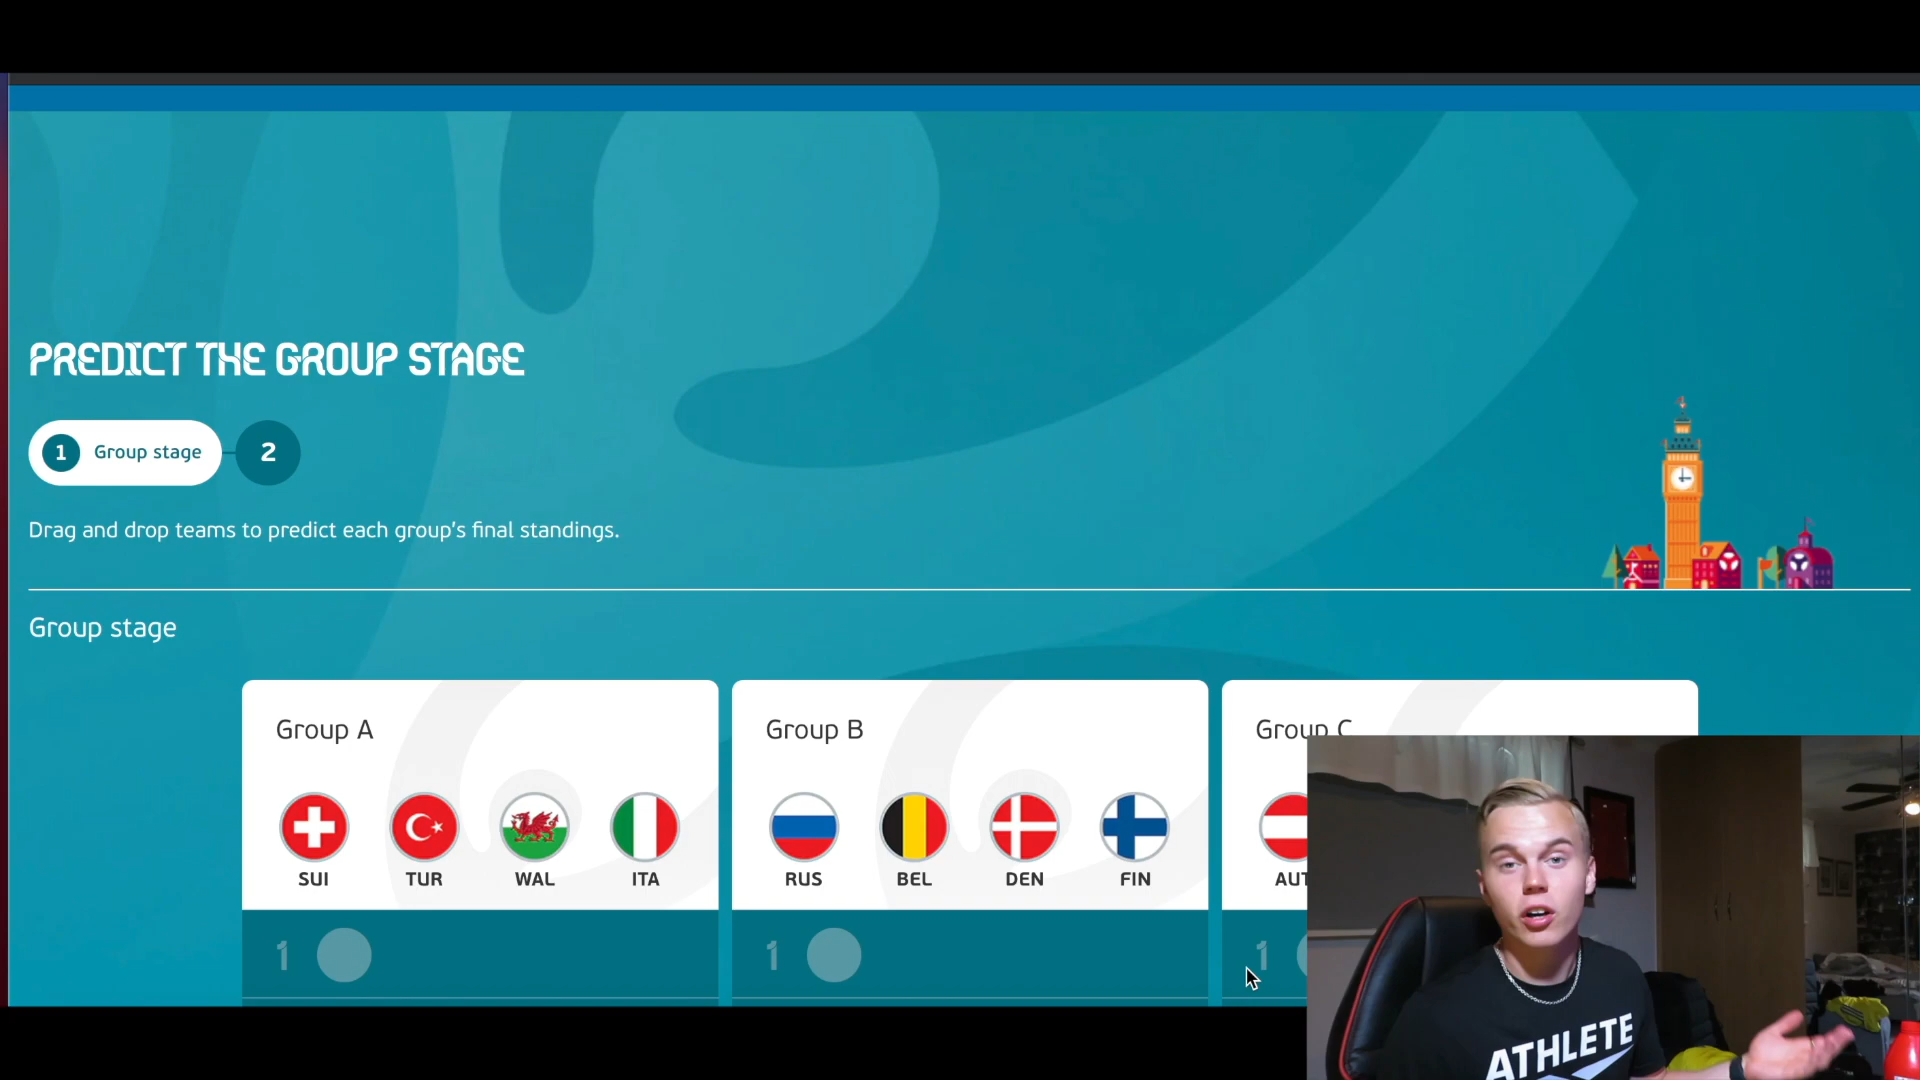 PREDICT THE GROUP STAGE
1 Group stage 2
Drag and drop teams to predict each group's final standings.
Group stage
Group A
Group B
Group C
SUI TUR WAL ITA
RUS BEL DEN FIN
AUT
1
1
1
ATHLETE